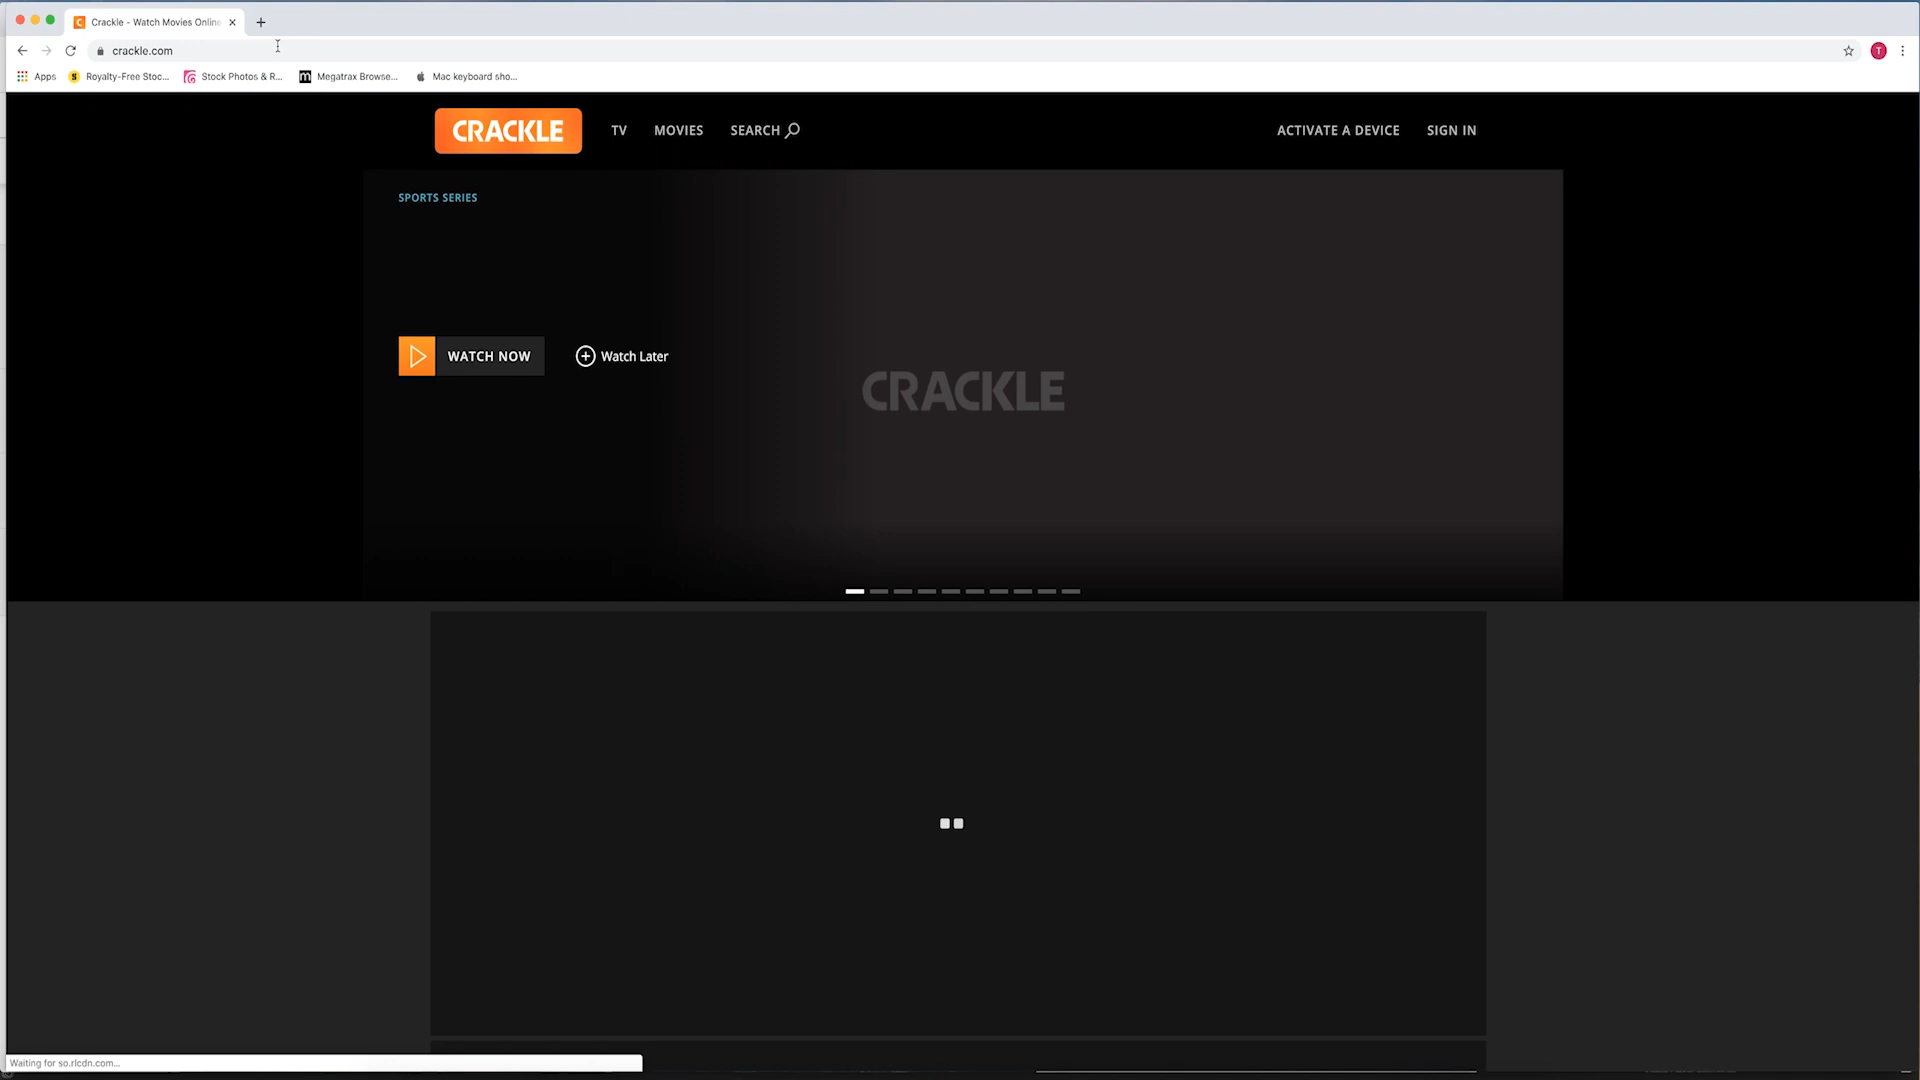 Crackle - Watch Movies Online
crackle.com
T
Apps
Royalty-Free Stoc...
Stock Photos & R...
m
Megatrax Browse...
Mac keyboard sho...
CRACKLE
TV
MOVIES
SEARCH
ACTIVATE A DEVICE
SIGN IN
SPORTS SERIES
WATCH NOW
Watch Later
CRACKLE
Waiting for so.rlcdn.com...